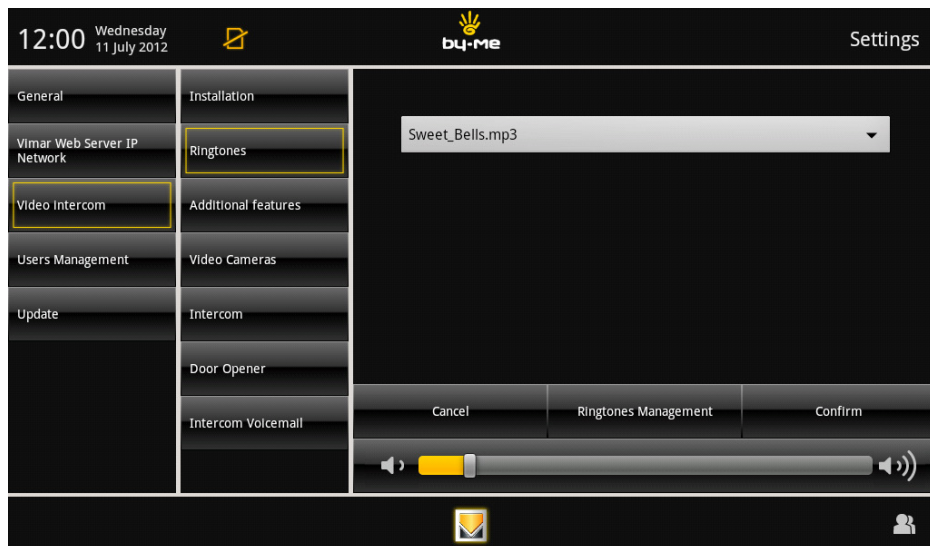 12:00
Wednesday
11 July 2012
by-me
Settings
General
Vimar Web Server IP
Network
Video Intercom
Users Management
Update
Installation
Ringtones
Additional features
Video Cameras
Intercom
Door Opener
Intercom Voicemail
Sweet_Bells.mp3
Cancel
Ringtones Management
Confirm